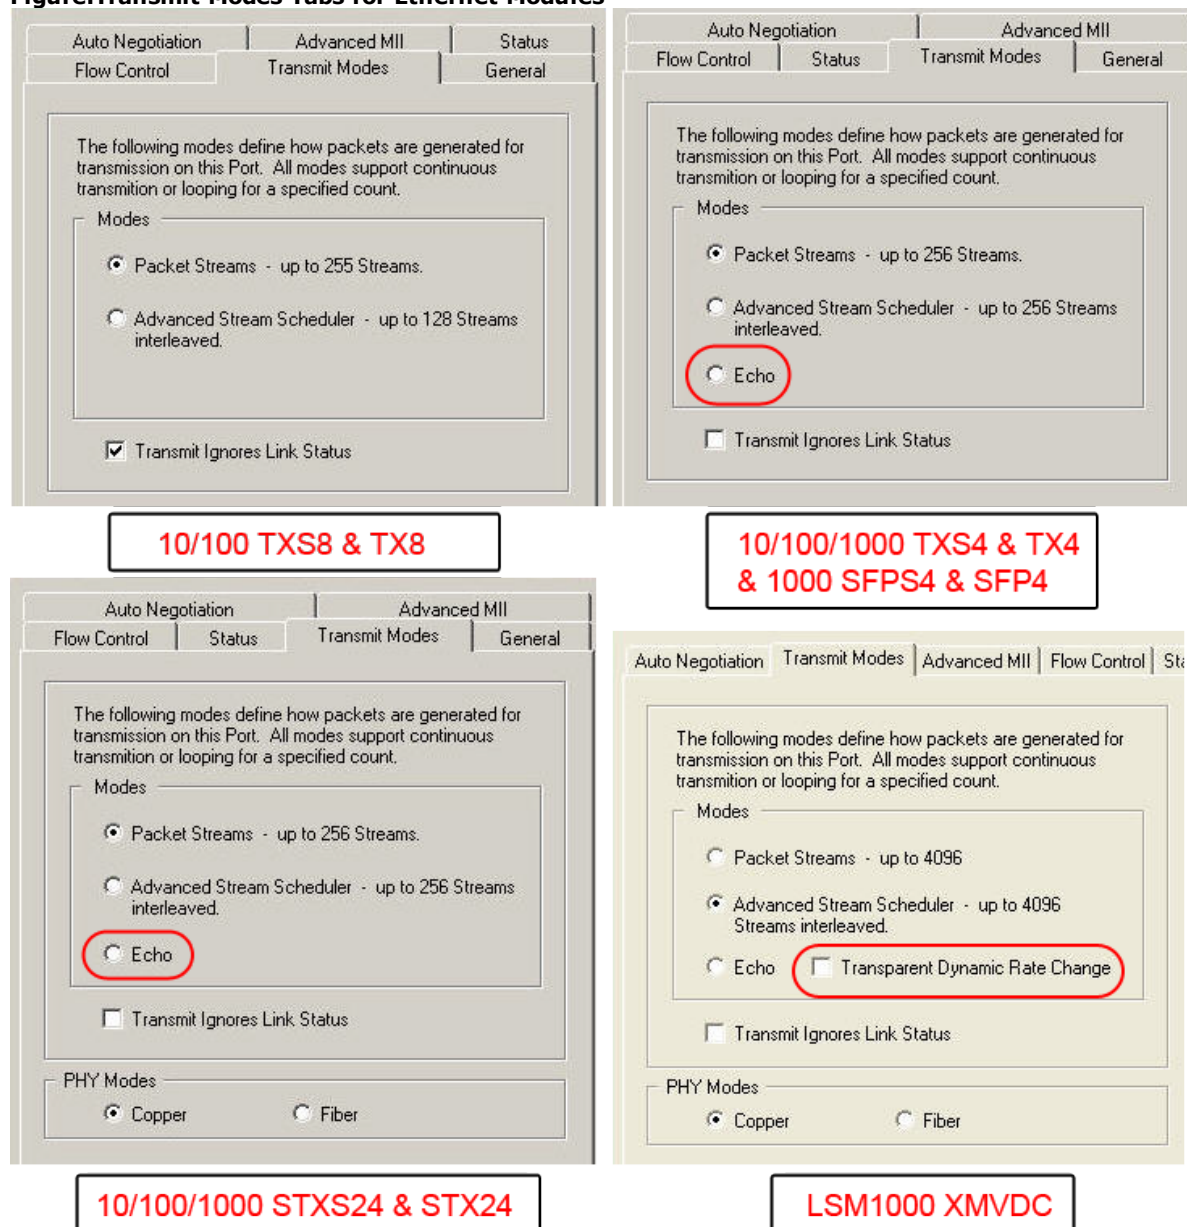 Figure:Transmit Modes Tabs for Ethernet Modules
Auto Negotiation Advanced MII Status
Flow Control Transmit Modes General
The following modes define how packets are generated for
transmission on this Port. All modes support continuous
transmition or looping for a specified count.
Modes
Packet Streams - up to 255 Streams.
Advanced Stream Scheduler - up to 128 Streams
interleaved.
Transmit Ignores Link Status
10/100 TXS8 & TX8
Auto Negotiation Advanced MII
Flow Control Status Transmit Modes General
The following modes define how packets are generated for
transmission on this Port. All modes support continuous
transmition or looping for a specified count.
Modes
Packet Streams - up to 256 Streams.
Advanced Stream Scheduler - up to 256 Streams
interleaved.
Echo
Transmit Ignores Link Status
10/100/1000 TXS4 & TX4
& 1000 SFPS4 & SFP4
Auto Negotiation Advanced MII
Flow Control Status Transmit Modes General
The following modes define how packets are generated for
transmission on this Port. All modes support continuous
transmition or looping for a specified count.
Modes
Packet Streams - up to 256 Streams.
Advanced Stream Scheduler - up to 256 Streams
interleaved.
Echo
Transmit Ignores Link Status
PHY Modes
Copper Fiber
10/100/1000 STXS24 & STX24
Auto Negotiation Transmit Modes Advanced MII Flow Control
The following modes define how packets are generated for
transmission on this Port. All modes support continuous
transmition or looping for a specified count.
Modes
Packet Streams - up to 4096
Advanced Stream Scheduler - up to 4096
Streams interleaved.
Echo Transparent Dynamic Rate Change
Transmit Ignores Link Status
PHY Modes
Copper Fiber
LSM1000 XMVDC